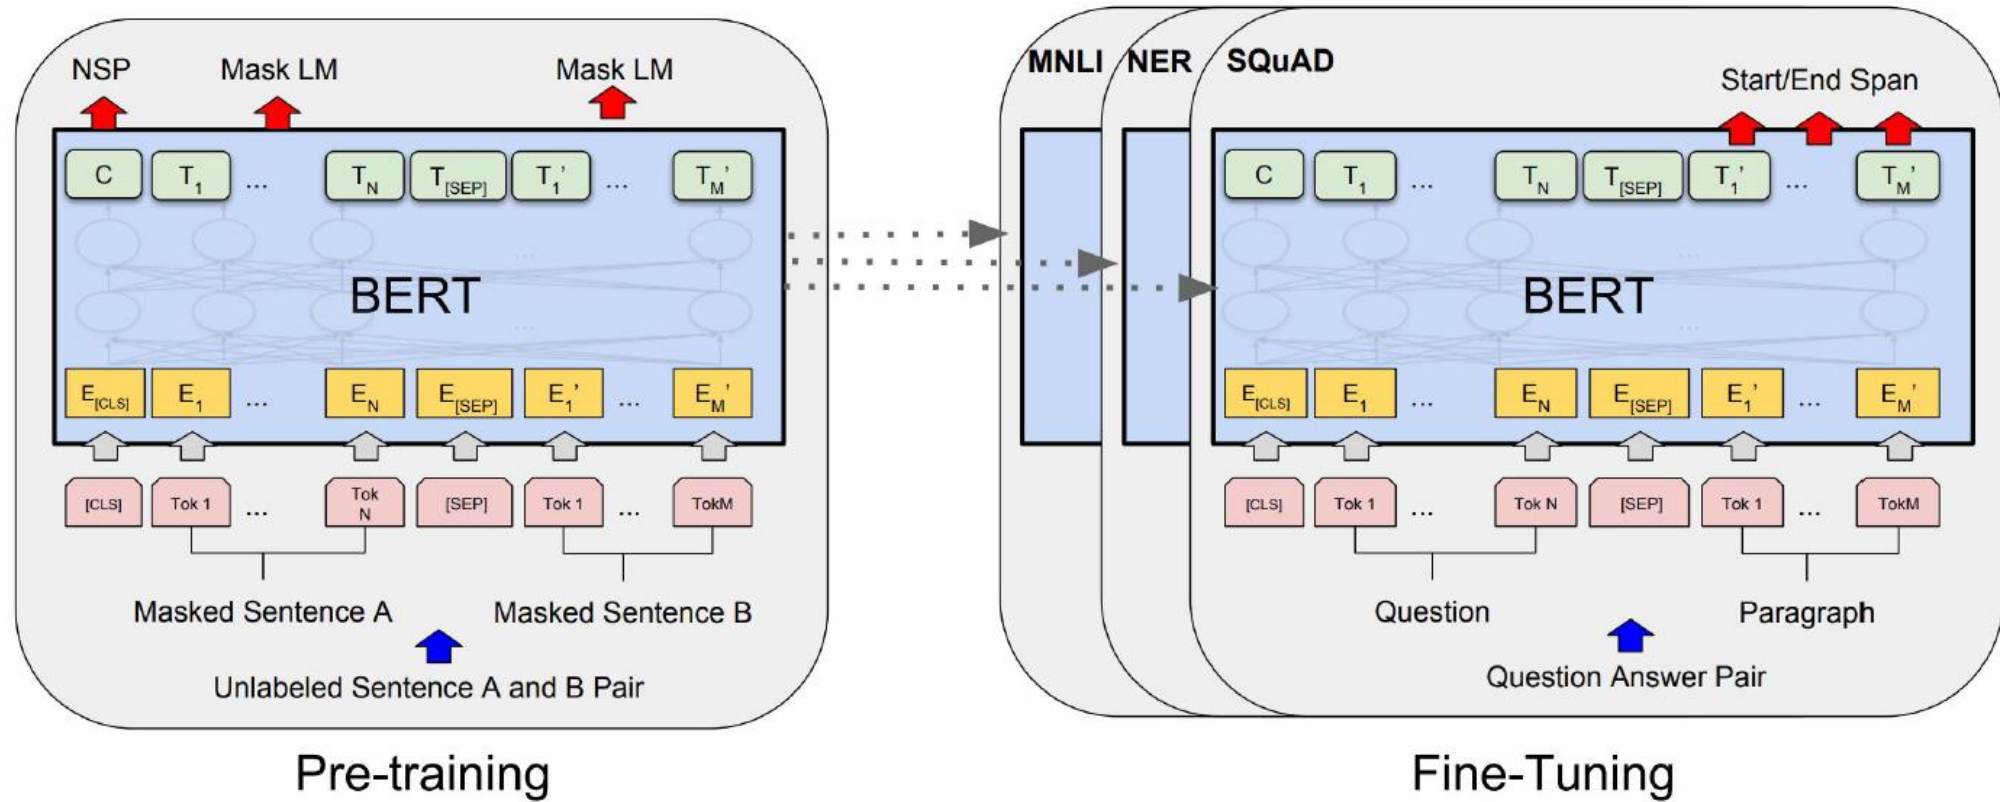 NSP Mask LM Mask LM
C T1 ... TN T[SEP] T1' ... TM'
BERT
E[CLS] E1 ... EN E[SEP] E1' ... EM'
[CLS] Tok 1 ... Tok N [SEP] Tok 1 ... TokM
Masked Sentence A Masked Sentence B
Unlabeled Sentence A and B Pair
Pre-training
MNLI NER SQuAD
Start/End Span
C T1 ... TN T[SEP] T1' ... TM'
BERT
E[CLS] E1 ... EN E[SEP] E1' ... EM'
[CLS] Tok 1 ... Tok N [SEP] Tok 1 ... TokM
Question Paragraph
Question Answer Pair
Fine-Tuning